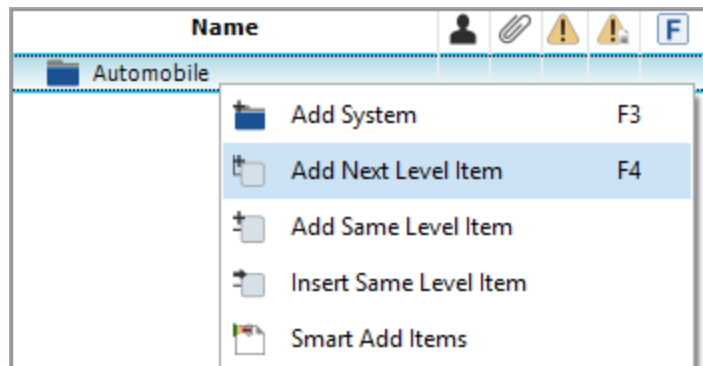 Name F
Automobile
Add System F3
Add Next Level Item F4
Add Same Level Item
Insert Same Level Item
Smart Add Items